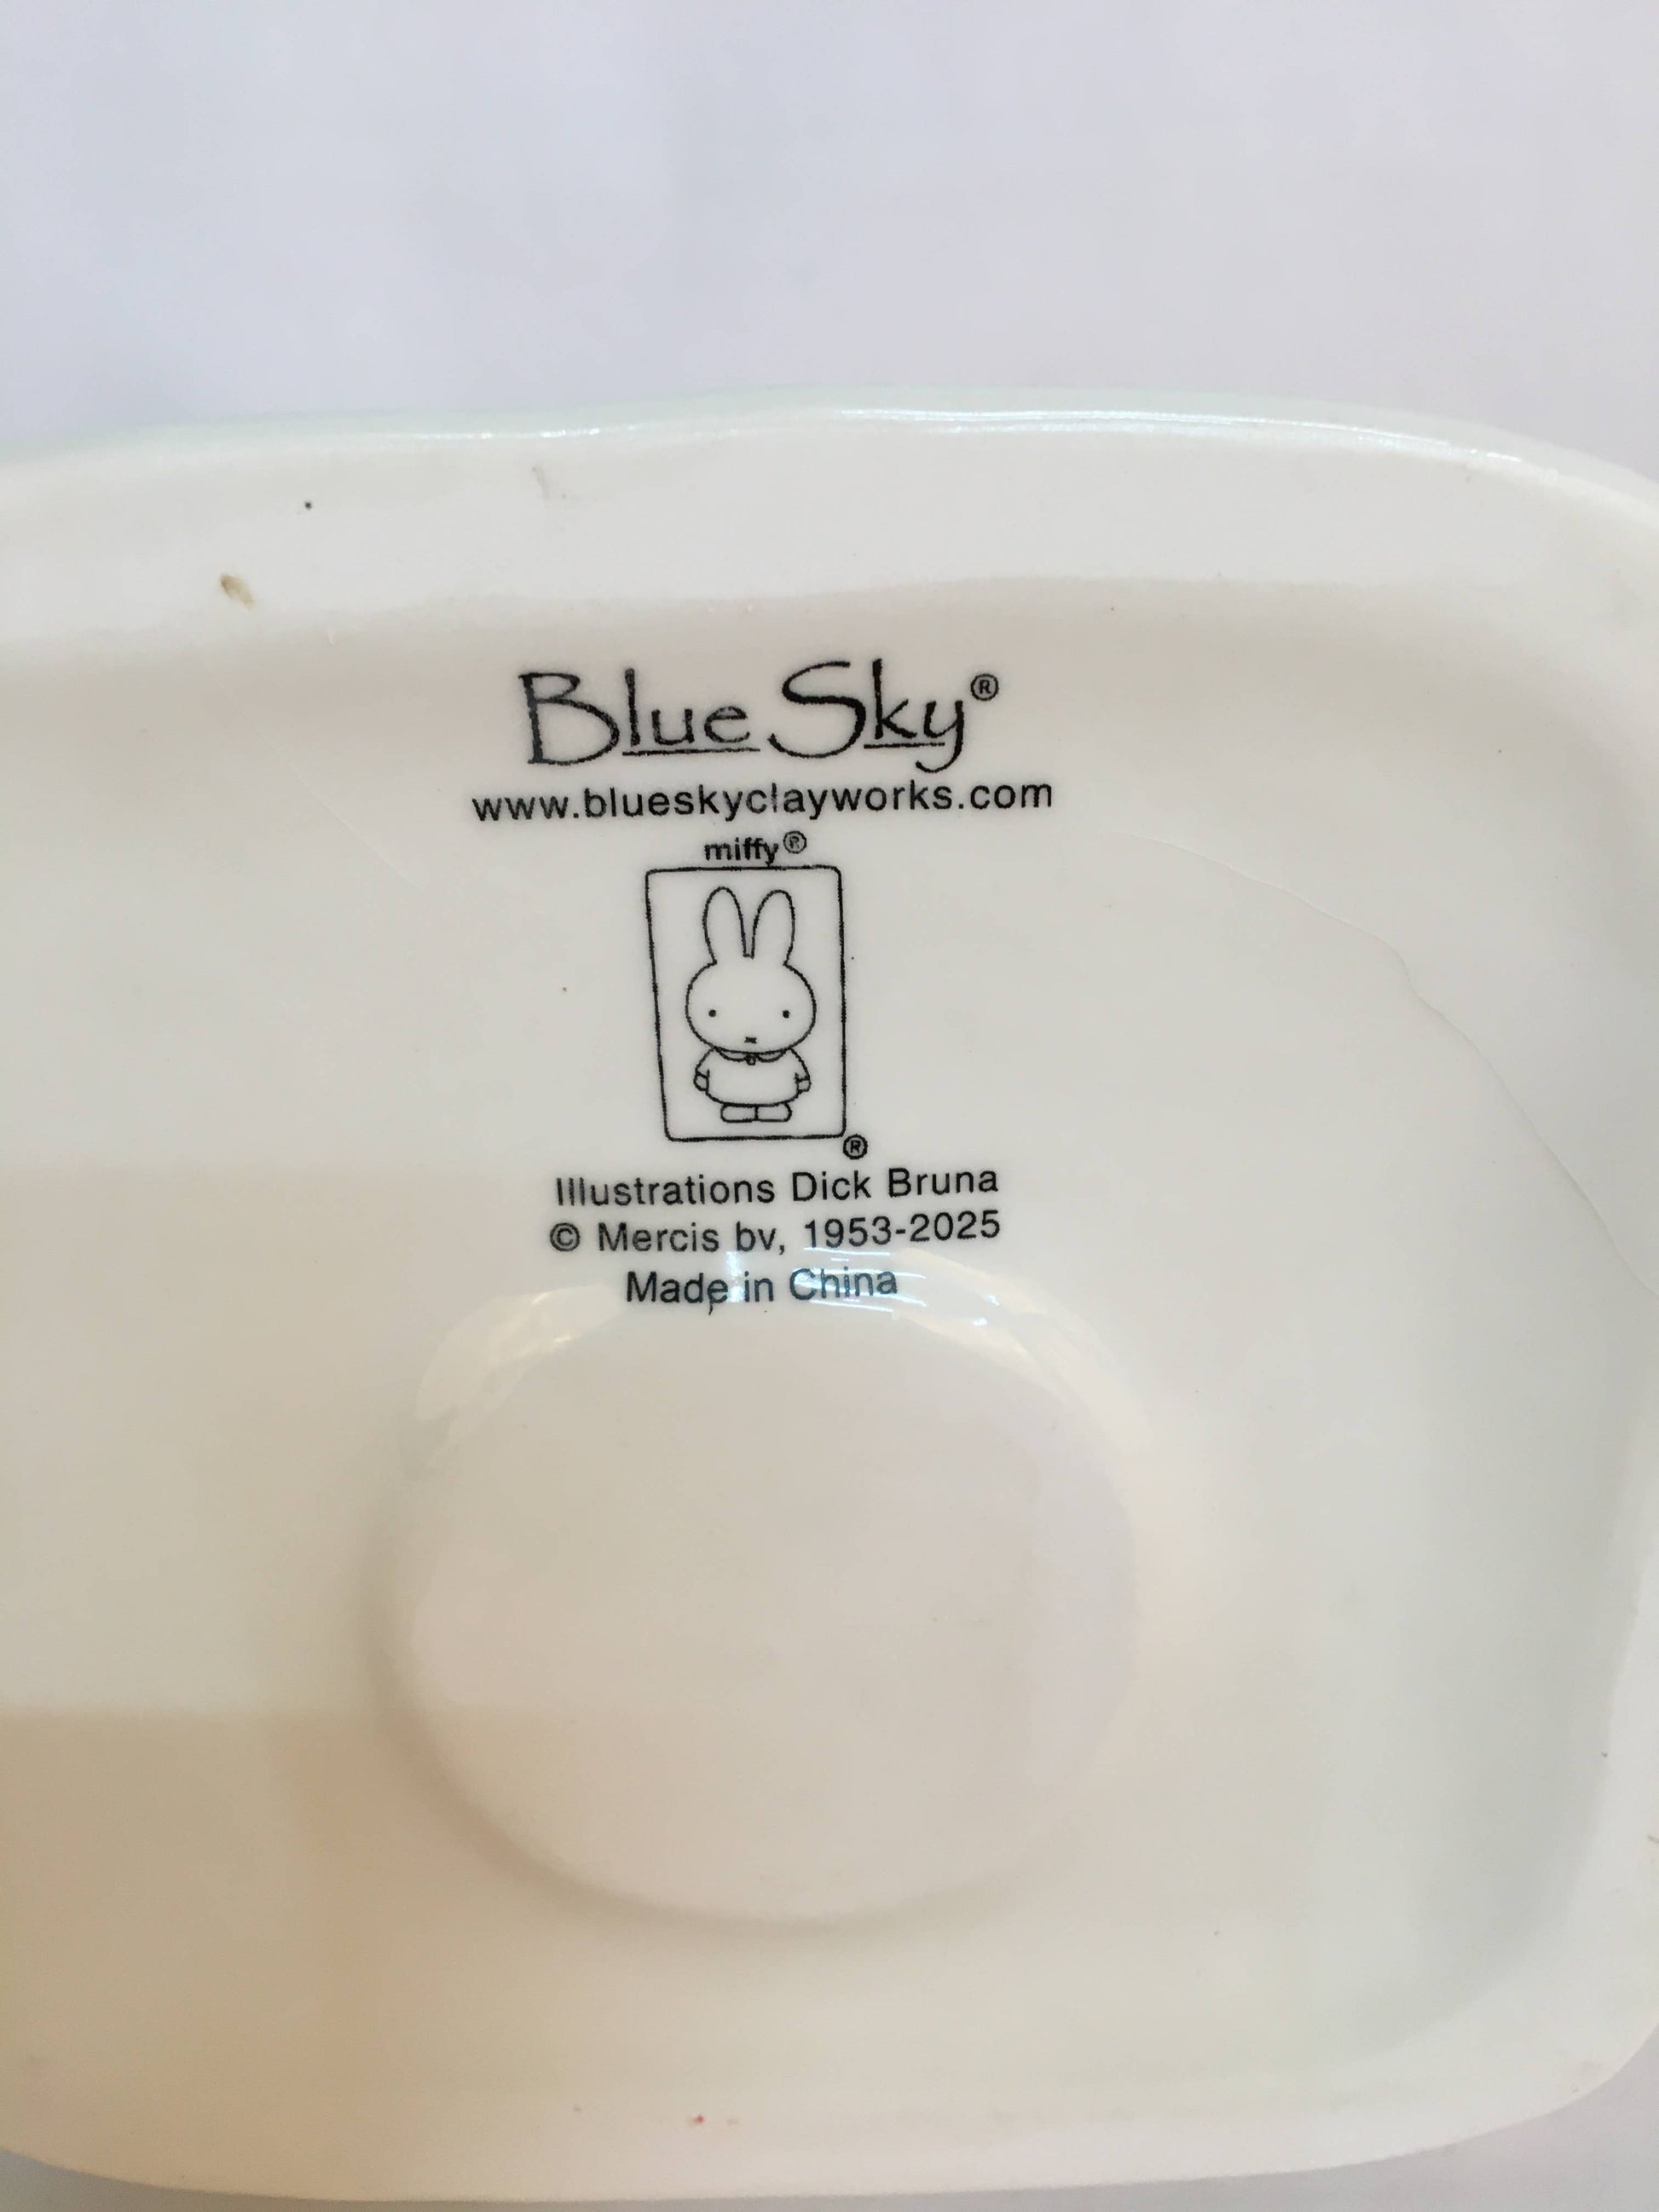 Blue Sky®
www.blueskyclayworks.com
miffy®
®
Illustrations Dick Bruna
© Mercis bv, 1953-2025
Made in China